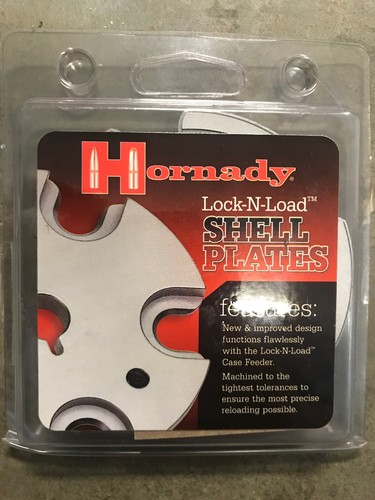 Hornady®
Lock-N-Load™
SHELL
PLATES
features:
New & improved design
functions flawlessly
with the Lock-N-Load™
Case Feeder.
Machined to the
tightest tolerances to
ensure the most precise
reloading possible.